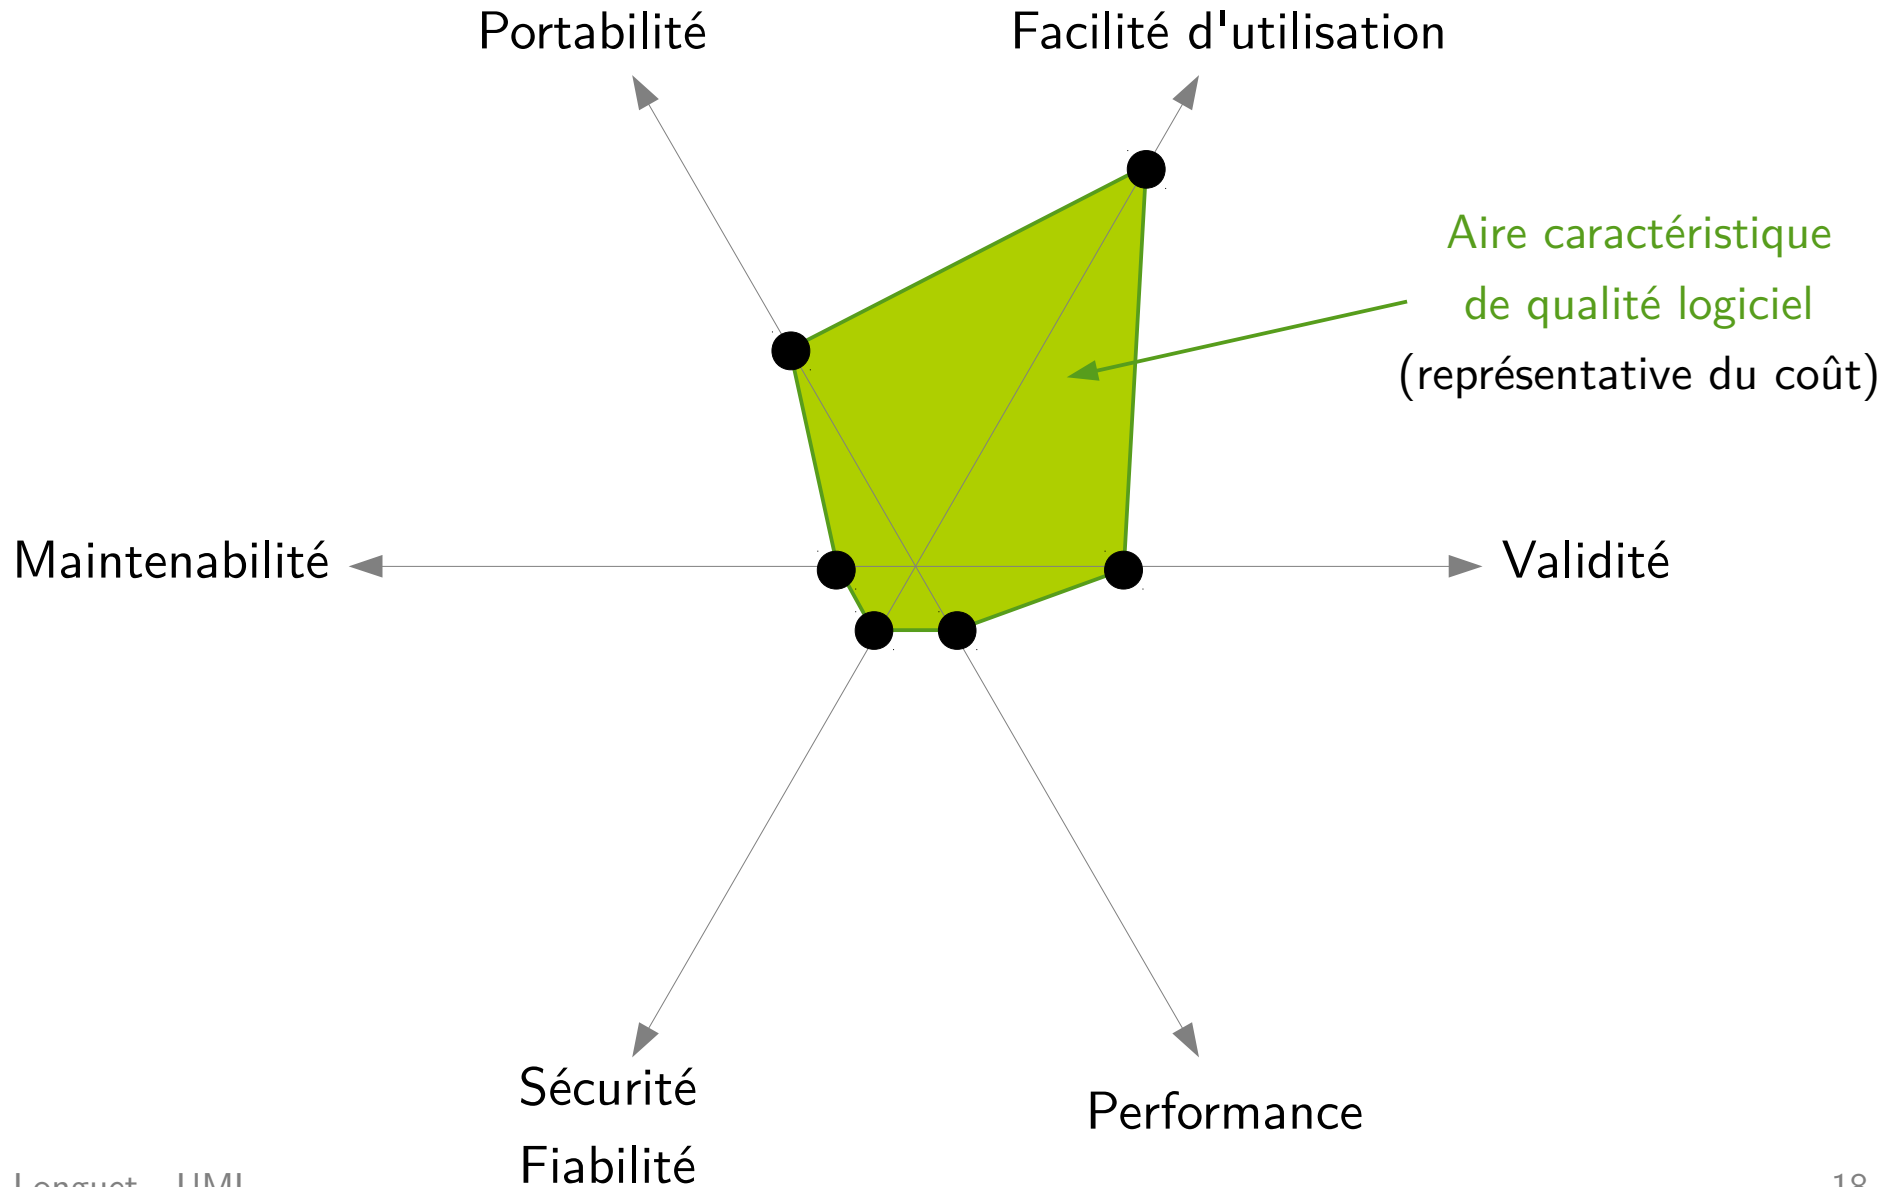 Portabilité
Facilité d'utilisation
Aire caractéristique
de qualité logiciel
(représentative du coût)
Maintenabilité
Validité
Sécurité
Fiabilité
Performance